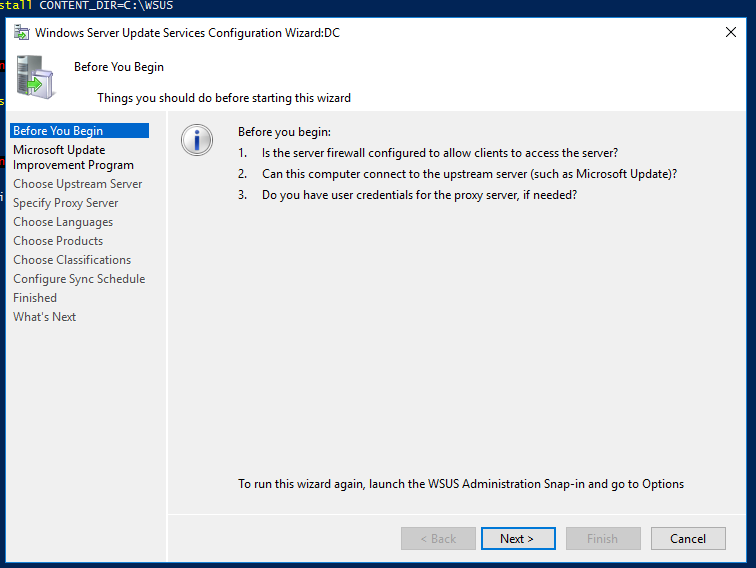 stall CONTENT_DIR=C:\WSUS
Windows Server Update Services Configuration Wizard:DC
Before You Begin
Things you should do before starting this wizard
Before You Begin
Microsoft Update
Improvement Program
Choose Upstream Server
Specify Proxy Server
Choose Languages
Choose Products
Choose Classifications
Configure Sync Schedule
Finished
What's Next
Before you begin:
1. Is the server firewall configured to allow clients to access the server?
2. Can this computer connect to the upstream server (such as Microsoft Update)?
3. Do you have user credentials for the proxy server, if needed?
To run this wizard again, launch the WSUS Administration Snap-in and go to Options
< Back
Next >
Finish
Cancel